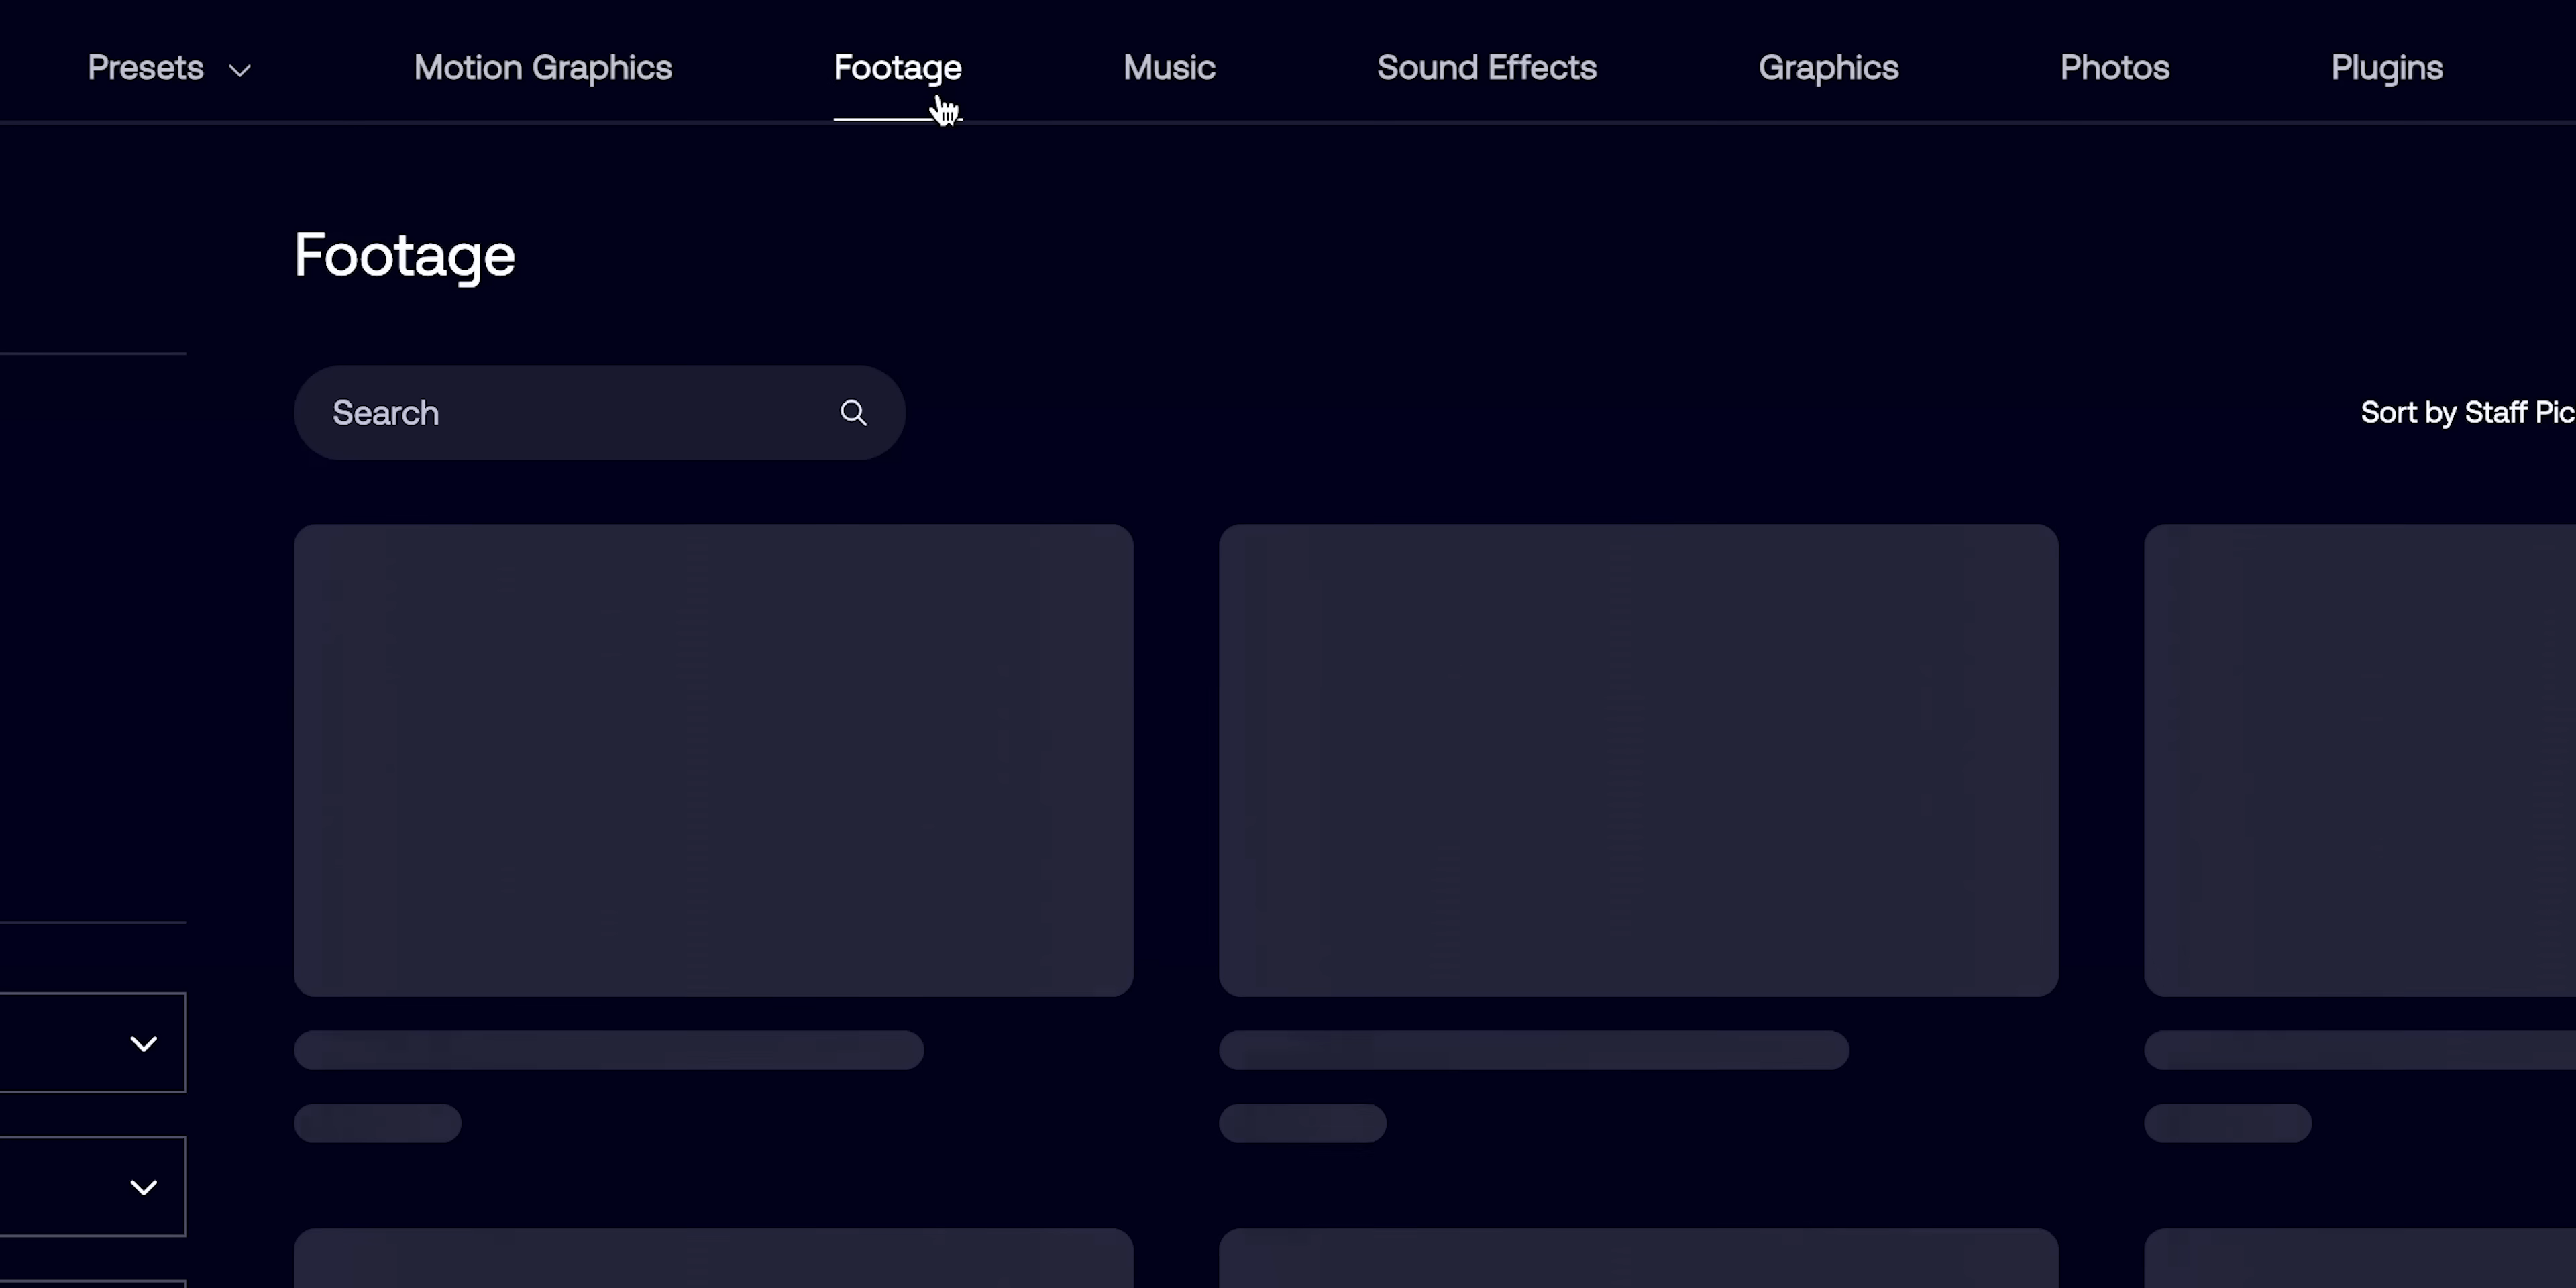 Presets Motion Graphics Footage Music Sound Effects Graphics Photos Plugins
Footage
Search
Sort by Staff Pic